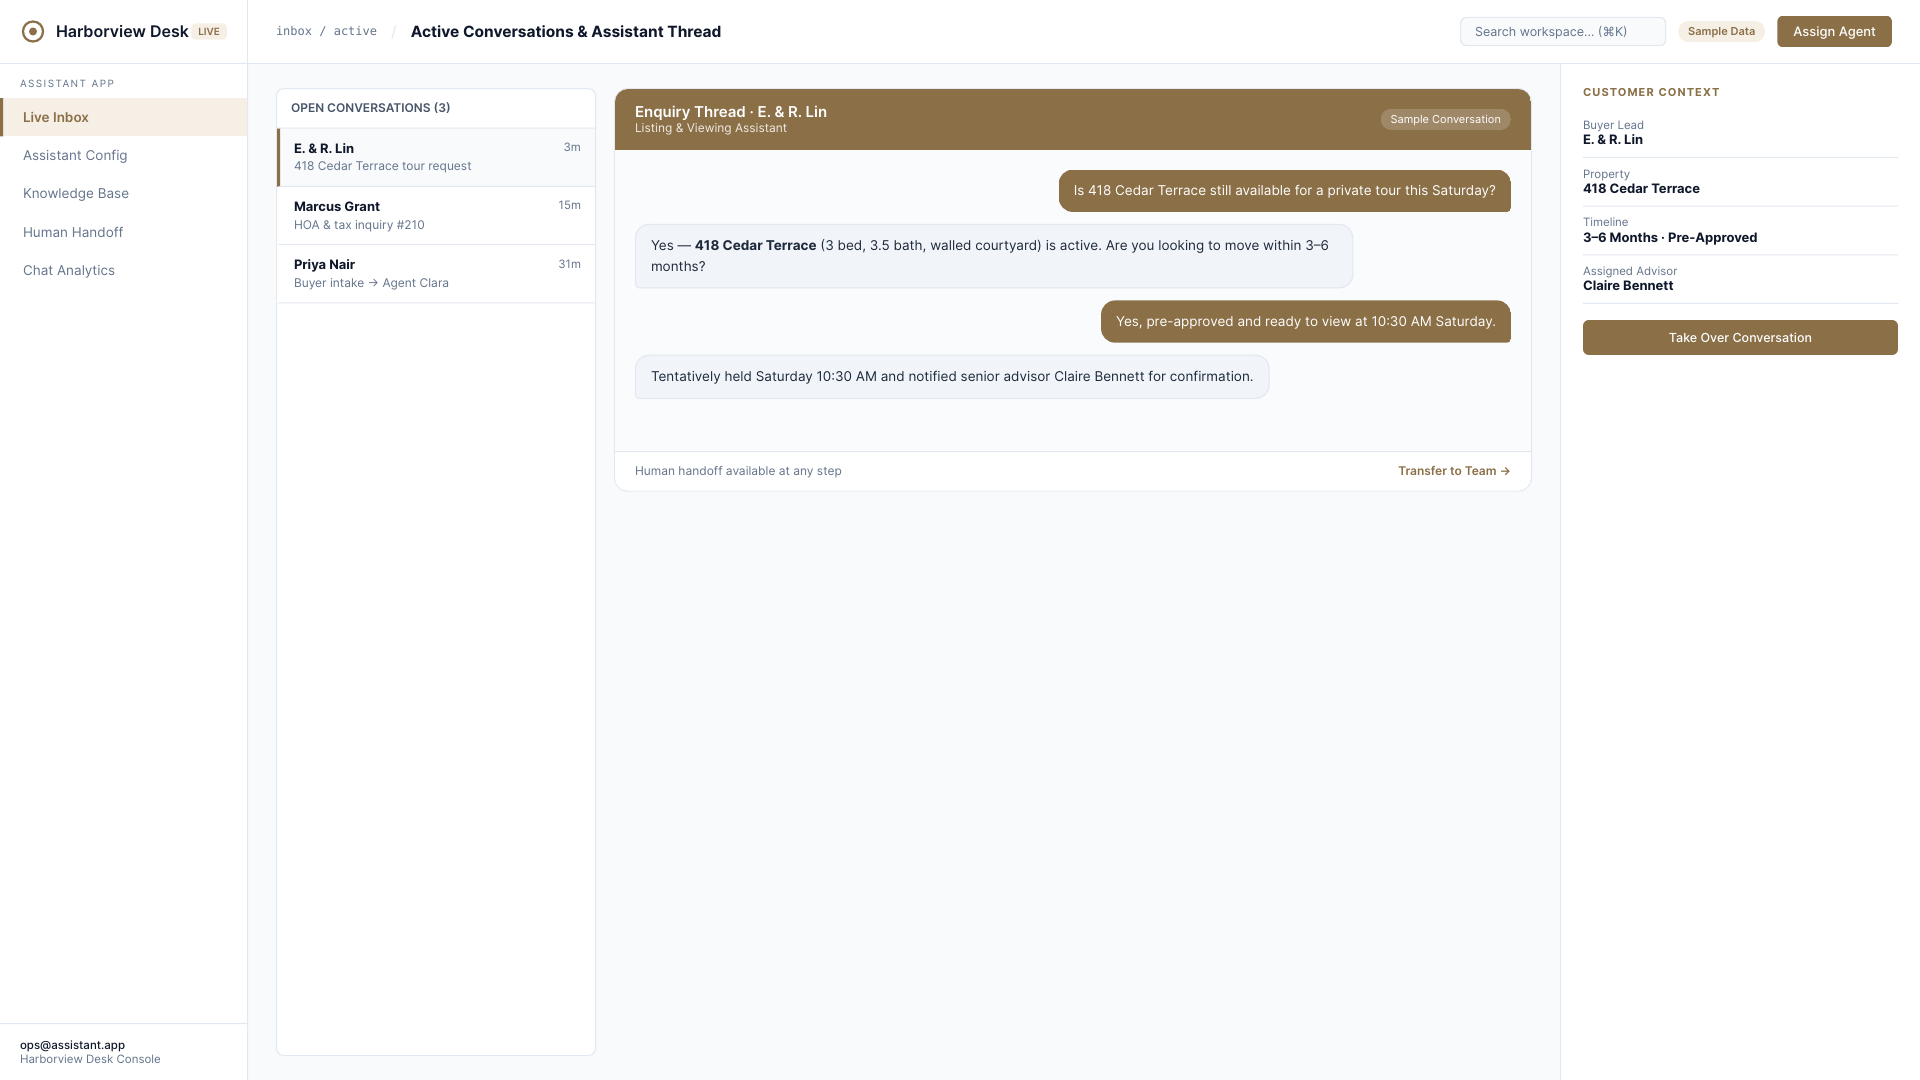 Harborview Desk LIVE
ASSISTANT APP
Live Inbox
Assistant Config
Knowledge Base
Human Handoff
Chat Analytics
ops@assistant.app
Harborview Desk Console
inbox / active / Active Conversations & Assistant Thread
Search workspace... (⌘K)
Sample Data
Assign Agent
OPEN CONVERSATIONS (3)
E. & R. Lin 3m
418 Cedar Terrace tour request
Marcus Grant 15m
HOA & tax inquiry #210
Priya Nair 31m
Buyer intake → Agent Clara
Enquiry Thread · E. & R. Lin
Listing & Viewing Assistant
Sample Conversation
Is 418 Cedar Terrace still available for a private tour this Saturday?
Yes — 418 Cedar Terrace (3 bed, 3.5 bath, walled courtyard) is active. Are you looking to move within 3–6
months?
Yes, pre-approved and ready to view at 10:30 AM Saturday.
Tentatively held Saturday 10:30 AM and notified senior advisor Claire Bennett for confirmation.
Human handoff available at any step
Transfer to Team →
CUSTOMER CONTEXT
Buyer Lead
E. & R. Lin
Property
418 Cedar Terrace
Timeline
3–6 Months · Pre-Approved
Assigned Advisor
Claire Bennett
Take Over Conversation